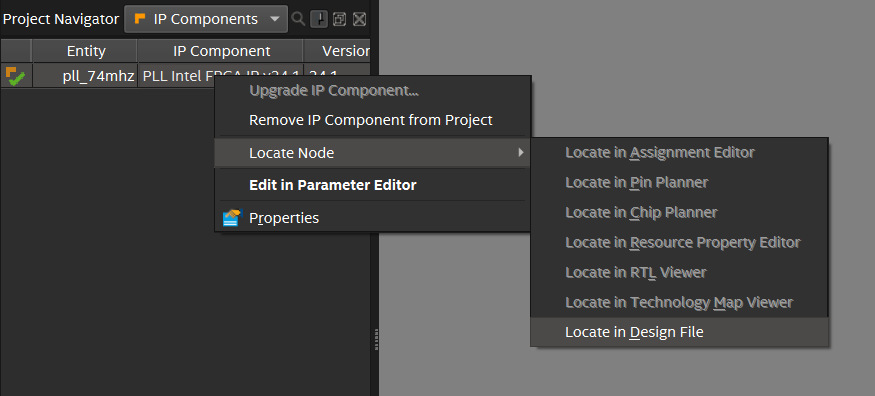 Project Navigator IP Components
Entity IP Component Version
pll_74mhz PLL Intel FPGA IP v24.1 24.1
Upgrade IP Component...
Remove IP Component from Project
Locate Node
Edit in Parameter Editor
Properties
Locate in Assignment Editor
Locate in Pin Planner
Locate in Chip Planner
Locate in Resource Property Editor
Locate in RTL Viewer
Locate in Technology Map Viewer
Locate in Design File